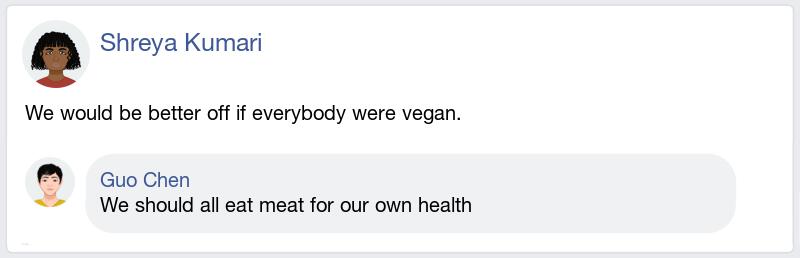 Shreya Kumari
We would be better off if everybody were vegan.
Guo Chen
We should all eat meat for our own health